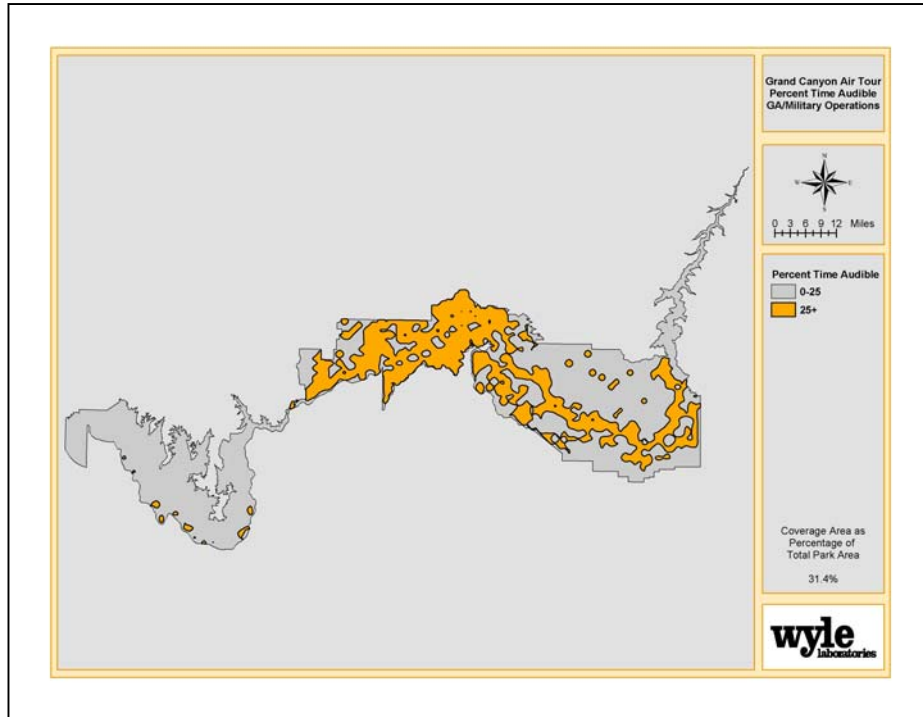 Grand Canyon Air Tour
Percent Time Audible
GA/Military Operations
N
W E
S
0 3 6 9 12 Miles
Percent Time Audible
0-25
25+
Coverage Area as
Percentage of
Total Park Area
31.4%
wyle
laboratories